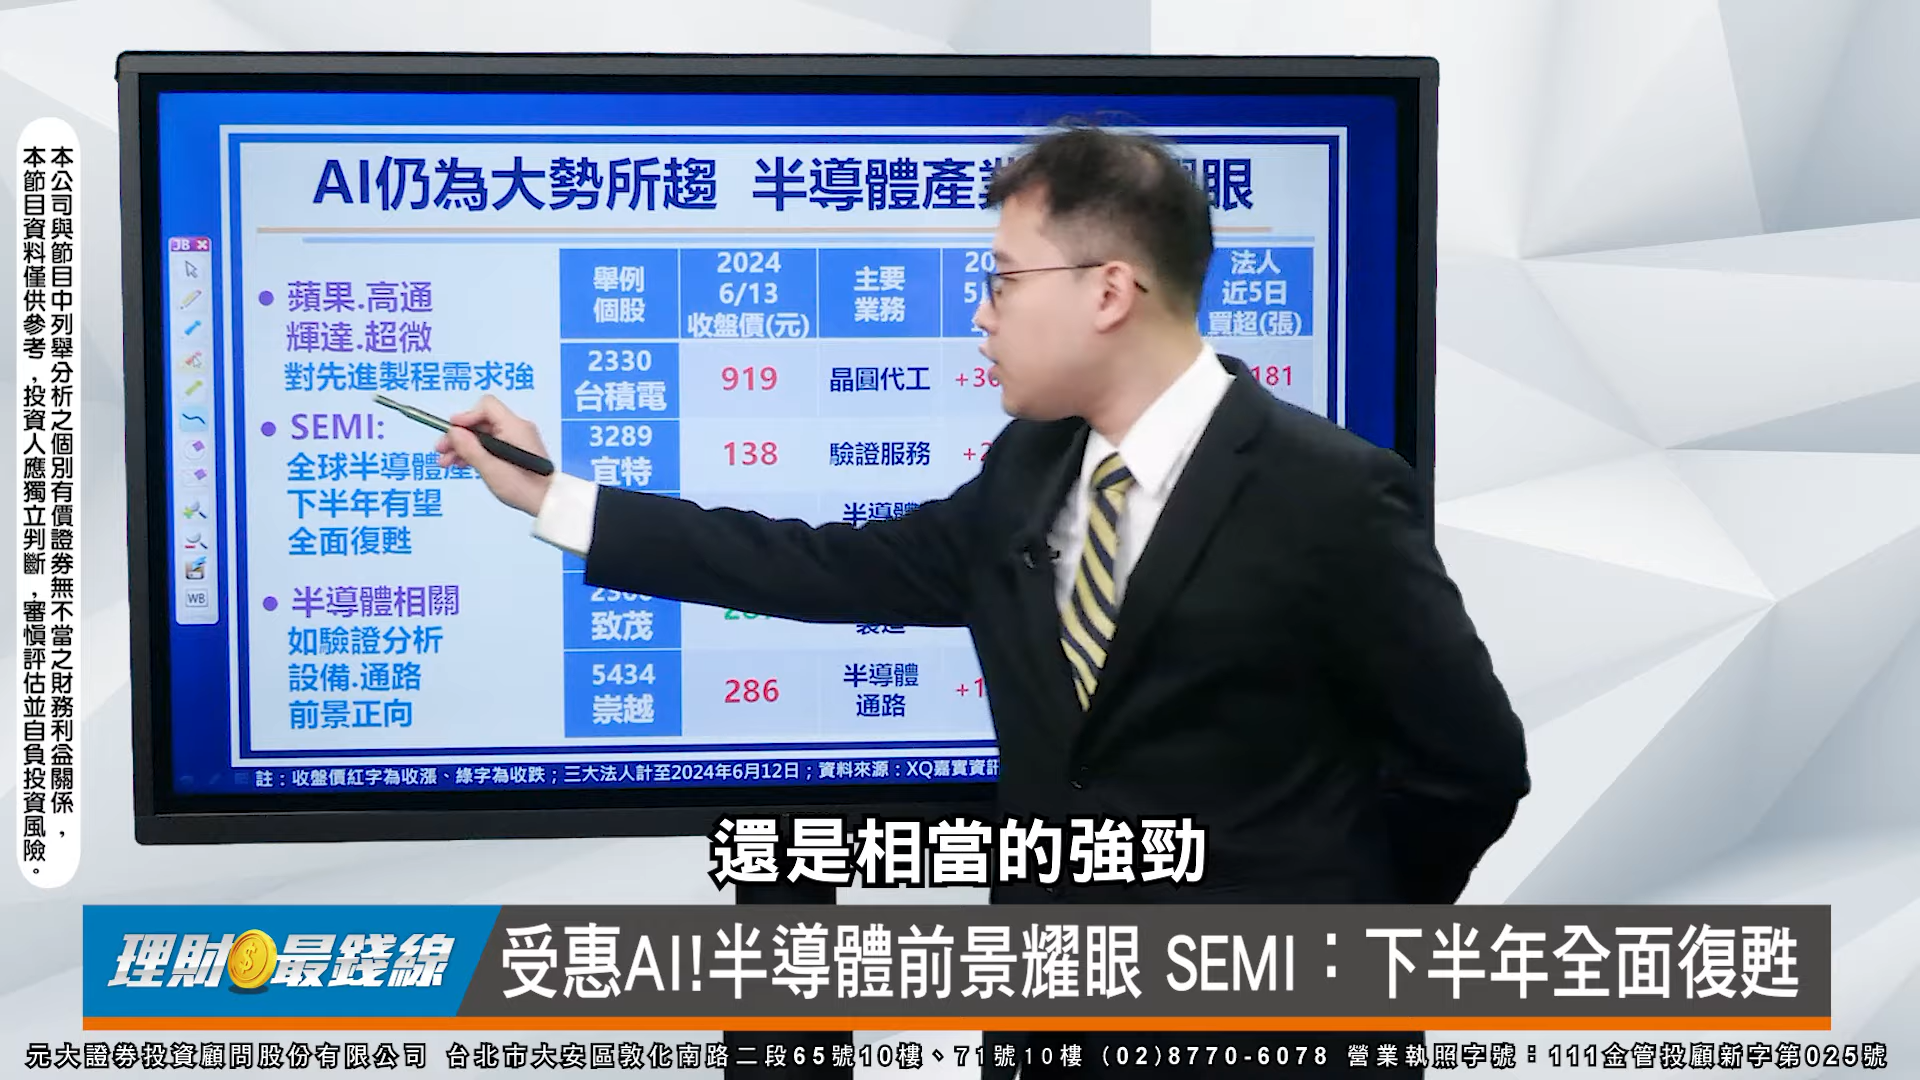 本公司與節目中列舉分析之個別有價證券無不當之財務利益關係，
本節目資料僅供參考，投資人應獨立判斷，審慎評估並自負投資風險。
AI仍為大勢所趨 半導體產業
眼
JB
WB
蘋果.高通
輝達.超微
對先進製程需求強
SEMI:
全球半導體產
下半年有望
全面復甦
半導體相關
如驗證分析
設備.通路
前景正向
舉例
個股
2024
6/13
收盤價(元)
主要
業務
20
5
法人
近5日
買超(張)
2330
台積電
919
晶圓代工
181
3289
宜特
138
驗證服務
+2
半導體
致茂
製造
5434
崇越
286
半導體
通路
+1
註：收盤價紅字為收漲、綠字為收跌；三大法人計至2024年6月12日；資料來源：XQ嘉實資訊
還是相當的強勁
理財最錢線
受惠AI!半導體前景耀眼 SEMI：下半年全面復甦
元大證券投資顧問股份有限公司 台北市大安區敦化南路二段65號10樓、71號10樓 (02)8770-6078 營業執照字號：111金管投顧新字第025號